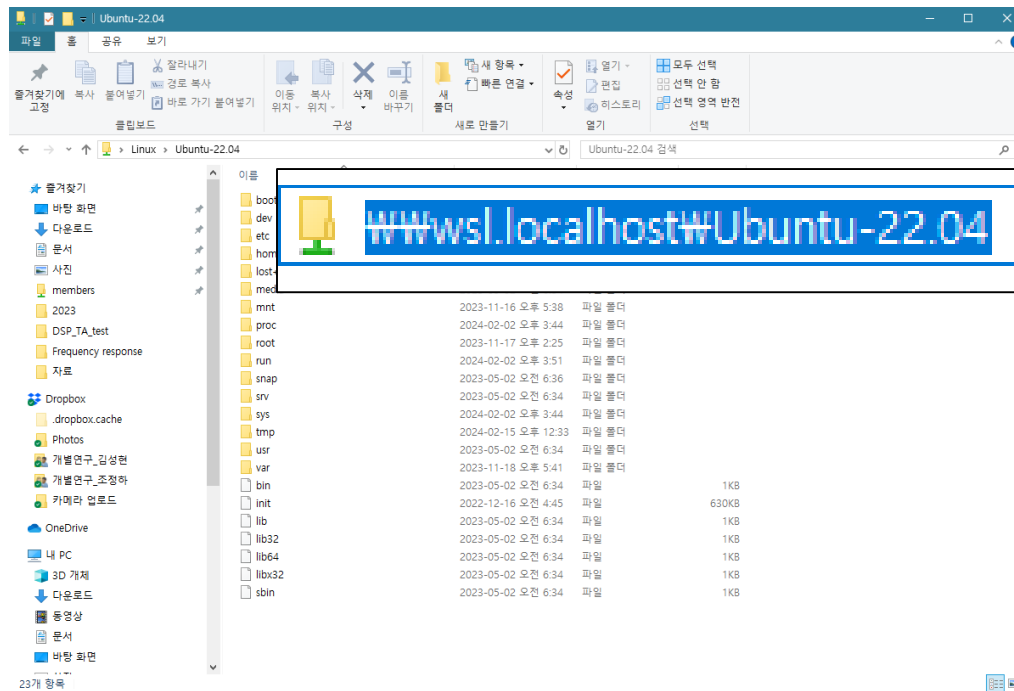 Ubuntu-22.04
파일 홈 공유 보기
즐겨찾기에 고정
복사
붙여넣기
잘라내기
경로 복사
바로 가기 붙여넣기
이동 위치
복사 위치
삭제
이름 바꾸기
새 폴더
새 항목
빠른 연결
속성
열기
편집
히스토리
모두 선택
선택 안 함
선택 영역 반전
클립보드 구성 새로 만들기 열기 선택
Linux Ubuntu-22.04
Ubuntu-22.04 검색
이름
₩₩wsl.localhost₩Ubuntu-22.04
즐겨찾기
바탕 화면
다운로드
문서
사진
members
2023
DSP_TA_test
Frequency response
자료
Dropbox
.dropbox.cache
Photos
개별연구_김성현
개별연구_조정하
카메라 업로드
OneDrive
내 PC
3D 개체
다운로드
동영상
문서
바탕 화면
boot
dev
etc
hom
lost-
med
mnt 2023-11-16 오후 5:38 파일 폴더
proc 2024-02-02 오후 3:44 파일 폴더
root 2023-11-17 오후 2:25 파일 폴더
run 2024-02-02 오후 3:51 파일 폴더
snap 2023-05-02 오전 6:36 파일 폴더
srv 2023-05-02 오전 6:34 파일 폴더
sys 2024-02-02 오후 3:44 파일 폴더
tmp 2024-02-15 오후 12:33 파일 폴더
usr 2023-05-02 오전 6:34 파일 폴더
var 2023-11-18 오후 5:41 파일 폴더
bin 2023-05-02 오전 6:34 파일 1KB
init 2022-12-16 오전 4:45 파일 630KB
lib 2023-05-02 오전 6:34 파일 1KB
lib32 2023-05-02 오전 6:34 파일 1KB
lib64 2023-05-02 오전 6:34 파일 1KB
libx32 2023-05-02 오전 6:34 파일 1KB
sbin 2023-05-02 오전 6:34 파일 1KB
23개 항목